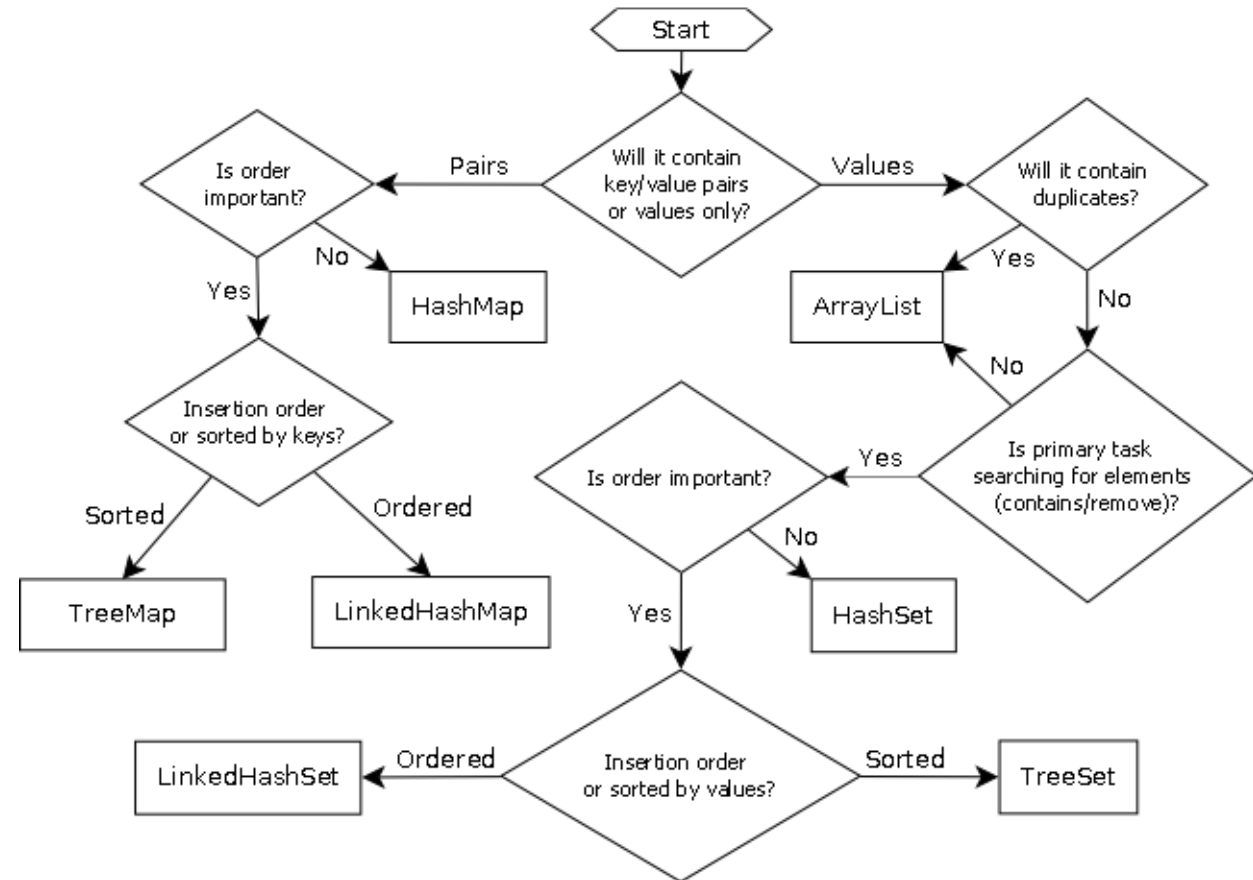 Start
Will it contain
key/value pairs
or values only?
Pairs
Values
Is order
important?
Will it contain
duplicates?
No
Yes
HashMap
Yes
ArrayList
No
No
Insertion order
or sorted by keys?
Is primary task
searching for elements
(contains/remove)?
Yes
Is order important?
Sorted
Ordered
No
TreeMap
LinkedHashMap
Yes
HashSet
Insertion order
or sorted by values?
Ordered
Sorted
LinkedHashSet
TreeSet